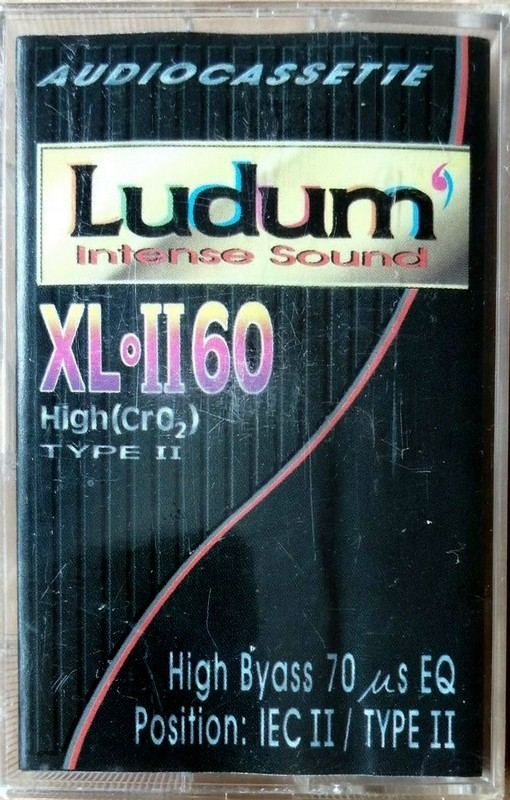 AUDIOCASSETTE
Ludum'
Intense Sound
XL•II60
High(CrO₂)
TYPE II
High Byass 70 µs EQ
Position: IEC II / TYPE II